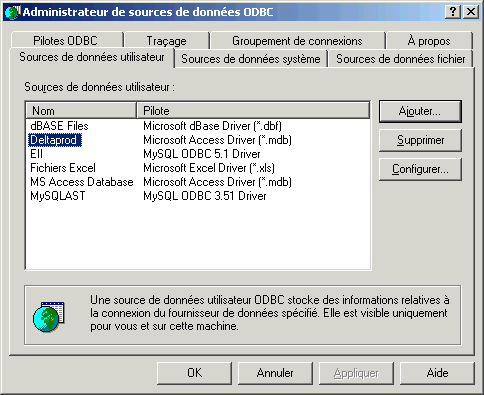 Administrateur de sources de données ODBC
Pilotes ODBC Traçage Groupement de connexions À propos
Sources de données utilisateur Sources de données système Sources de données fichier
Sources de données utilisateur :
Nom Pilote
dBASE Files Microsoft dBase Driver (*.dbf)
Deltaprod Microsoft Access Driver (*.mdb)
Ell MySQL ODBC 5.1 Driver
Fichiers Excel Microsoft Excel Driver (*.xls)
MS Access Database Microsoft Access Driver (*.mdb)
MySQLAST MySQL ODBC 3.51 Driver
Ajouter...
Supprimer
Configurer...
Une source de données utilisateur ODBC stocke des informations relatives à
la connexion du fournisseur de données spécifié. Elle est visible uniquement
pour vous et sur cette machine.
OK Annuler Appliquer Aide